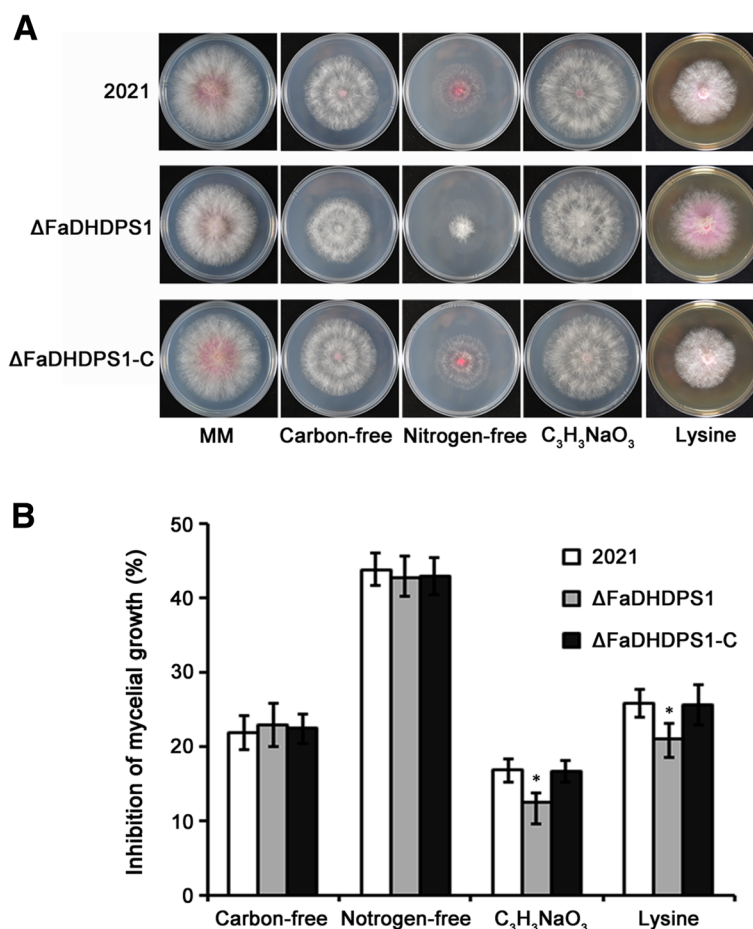 A
2021
ΔFaDHDPS1
ΔFaDHDPS1-C
MM Carbon-free Nitrogen-free C₃H₃NaO₃ Lysine
B
Inhibition of mycelial growth (%)
50
40
30
20
10
0
2021
ΔFaDHDPS1
ΔFaDHDPS1-C
*
*
Carbon-free Notrogen-free C₃H₃NaO₃ Lysine